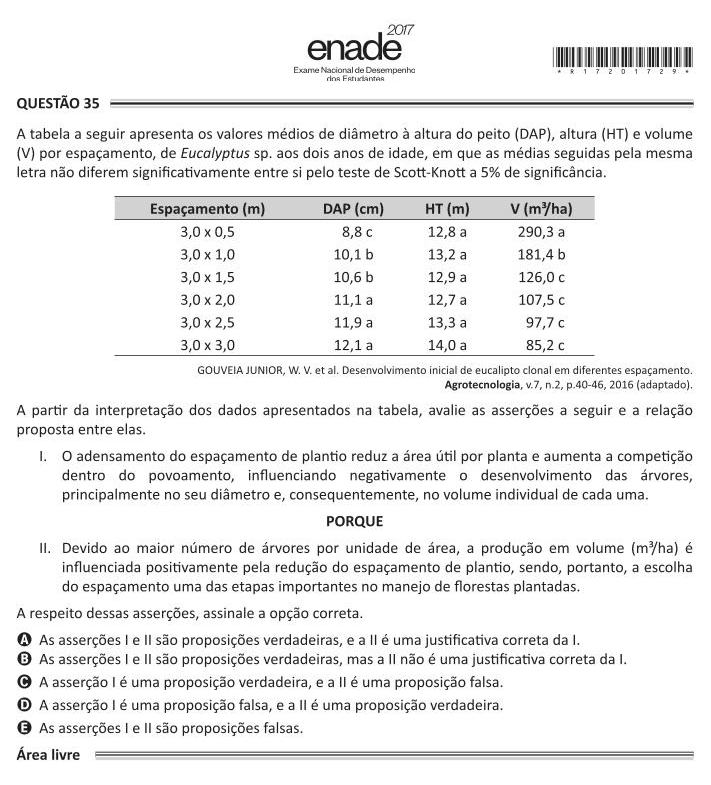 2017
enade
Exame Nacional de Desempenho
dos Estudantes
* R 1 7 2 0 1 7 2 9 *
QUESTÃO 35
A tabela a seguir apresenta os valores médios de diâmetro à altura do peito (DAP), altura (HT) e volume
(V) por espaçamento, de Eucalyptus sp. aos dois anos de idade, em que as médias seguidas pela mesma
letra não diferem significativamente entre si pelo teste de Scott-Knott a 5% de significância.
Espaçamento (m) DAP (cm) HT (m) V (m³/ha)
3,0 x 0,5 8,8 c 12,8 a 290,3 a
3,0 x 1,0 10,1 b 13,2 a 181,4 b
3,0 x 1,5 10,6 b 12,9 a 126,0 c
3,0 x 2,0 11,1 a 12,7 a 107,5 c
3,0 x 2,5 11,9 a 13,3 a 97,7 c
3,0 x 3,0 12,1 a 14,0 a 85,2 c
GOUVEIA JUNIOR, W. V. et al. Desenvolvimento inicial de eucalipto clonal em diferentes espaçamento.
Agrotecnologia, v.7, n.2, p.40-46, 2016 (adaptado).
A partir da interpretação dos dados apresentados na tabela, avalie as asserções a seguir e a relação
proposta entre elas.
I. O adensamento do espaçamento de plantio reduz a área útil por planta e aumenta a competição
dentro do povoamento, influenciando negativamente o desenvolvimento das árvores,
principalmente no seu diâmetro e, consequentemente, no volume individual de cada uma.
PORQUE
II. Devido ao maior número de árvores por unidade de área, a produção em volume (m³/ha) é
influenciada positivamente pela redução do espaçamento de plantio, sendo, portanto, a escolha
do espaçamento uma das etapas importantes no manejo de florestas plantadas.
A respeito dessas asserções, assinale a opção correta.
A As asserções I e II são proposições verdadeiras, e a II é uma justificativa correta da I.
B As asserções I e II são proposições verdadeiras, mas a II não é uma justificativa correta da I.
C A asserção I é uma proposição verdadeira, e a II é uma proposição falsa.
D A asserção I é uma proposição falsa, e a II é uma proposição verdadeira.
E As asserções I e II são proposições falsas.
Área livre